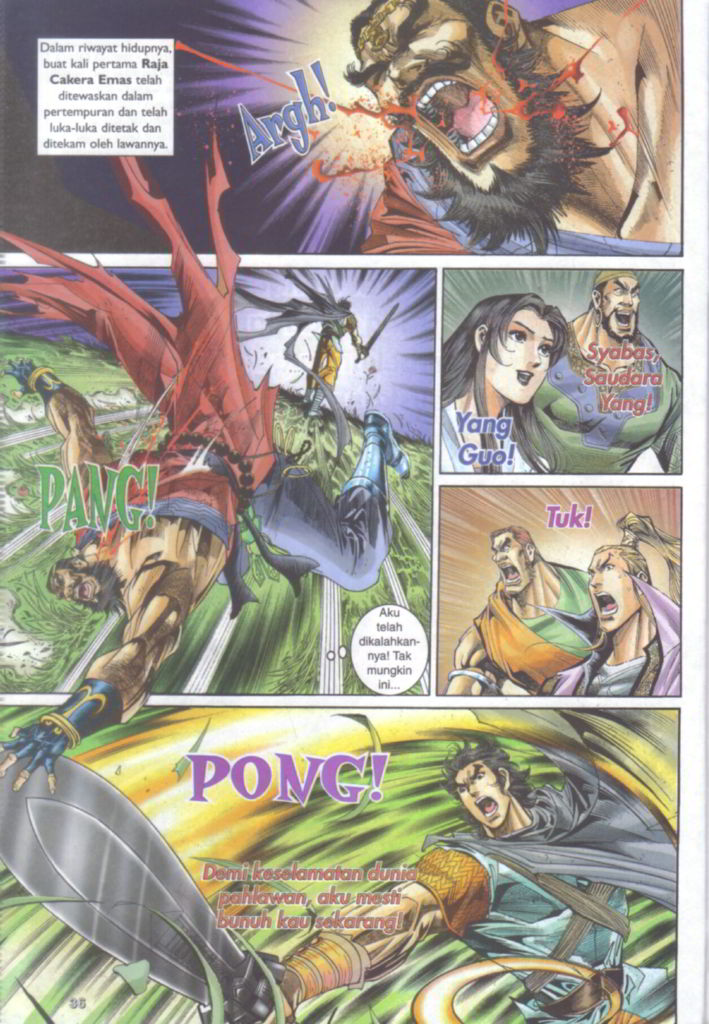 Dalam riwayat hidupnya,
buat kali pertama Raja
Cakera Emas telah
ditewaskan dalam
pertempuran dan telah
luka-luka ditetak dan
ditekam oleh lawannya.
Argh!
PANG!
Aku
telah
dikalahkan-
nya! Tak
mungkin
ini...
Syabas,
Saudara
Yang!
Yang
Guo!
Tuk!
PONG!
Demi keselamatan dunia
pahlawan, aku mesti
bunuh kau sekarang!
36